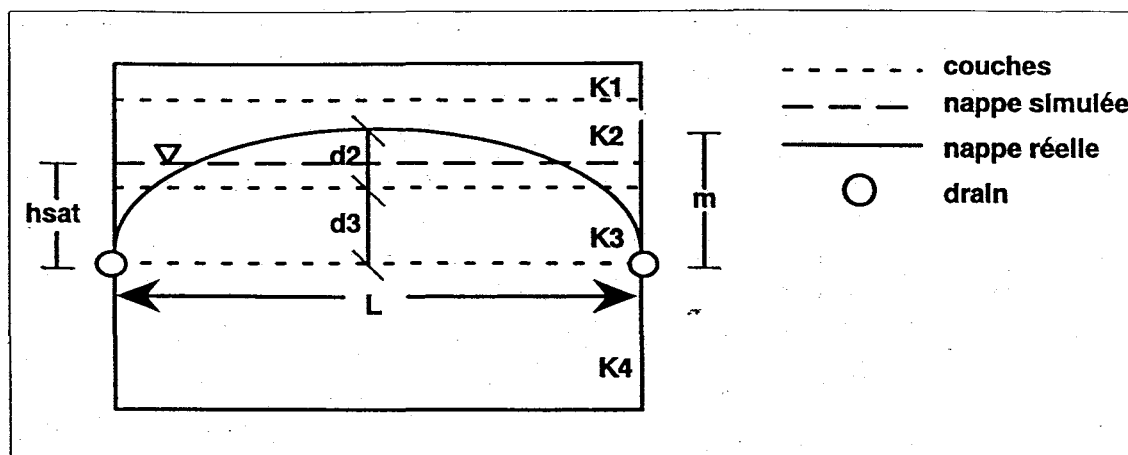 K1
K2
d2
hsat
d3
K3
m
L
K4
couches
nappe simulée
nappe réelle
drain